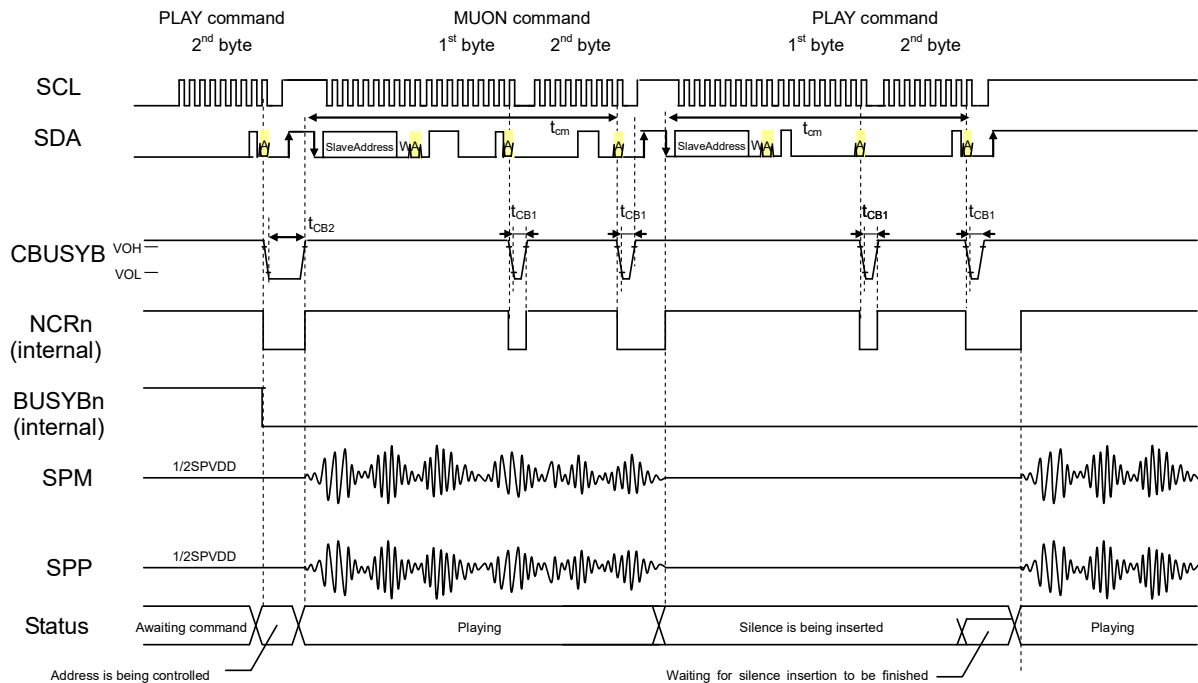 PLAY command MUON command PLAY command
2nd byte 1st byte 2nd byte 1st byte 2nd byte
SCL
SDA SlaveAddress W A A tcm A SlaveAddress W A A tcm A
A
tCB2 tCB1 tCB1 tCB1 tCB1
CBUSYB VOH
VOL
NCRn
(internal)
BUSYBn
(internal)
SPM 1/2SPVDD
SPP 1/2SPVDD
Status Awaiting command Playing Silence is being inserted Playing
Address is being controlled Waiting for silence insertion to be finished